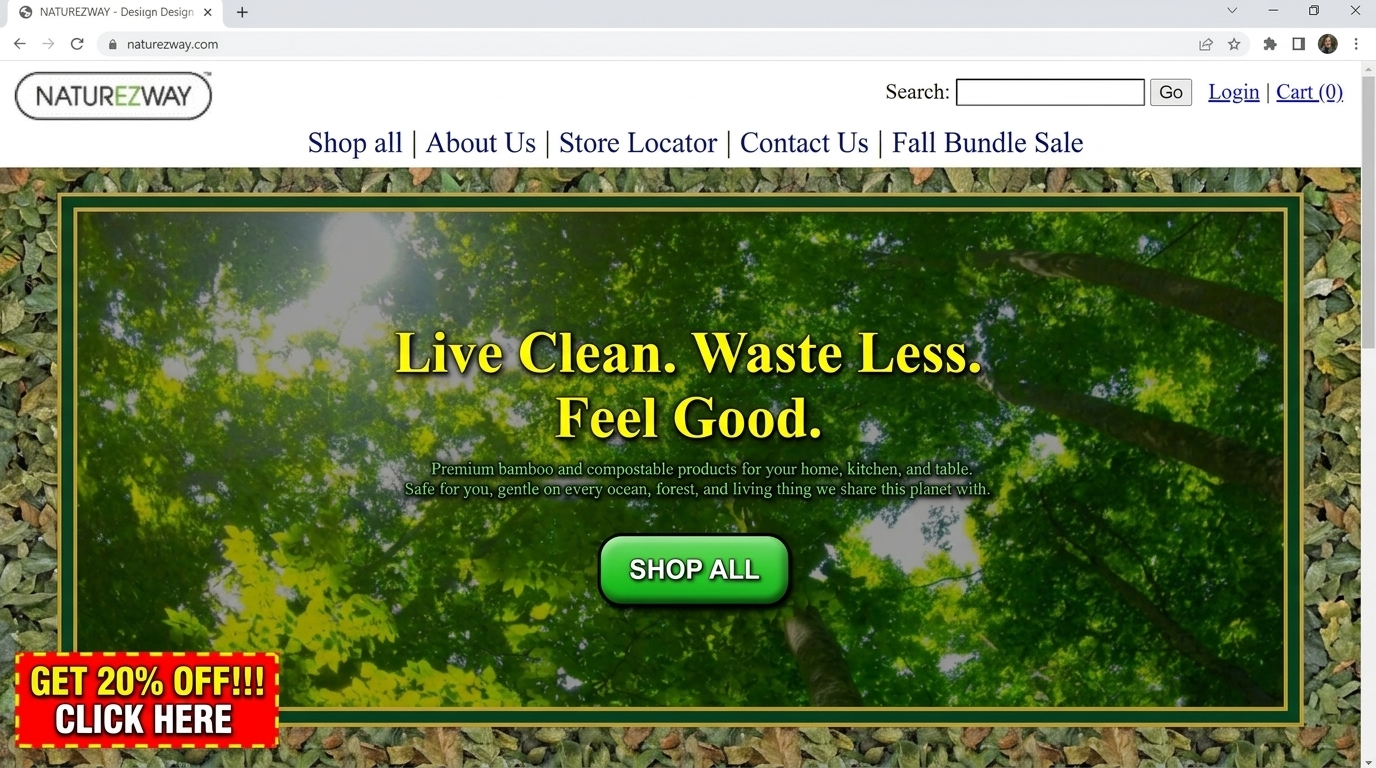 NATUREZWAY - Desiign Design
naturezway.com
NATUREZWAY™
Search: Go Login | Cart (0)
Shop all | About Us | Store Locator | Contact Us | Fall Bundle Sale
Live Clean. Waste Less.
Feel Good.
Premium bamboo and compostable products for your home, kitchen, and table.
Safe for you, gentle on every ocean, forest, and living thing we share this planet with.
SHOP ALL
GET 20% OFF!!!
CLICK HERE